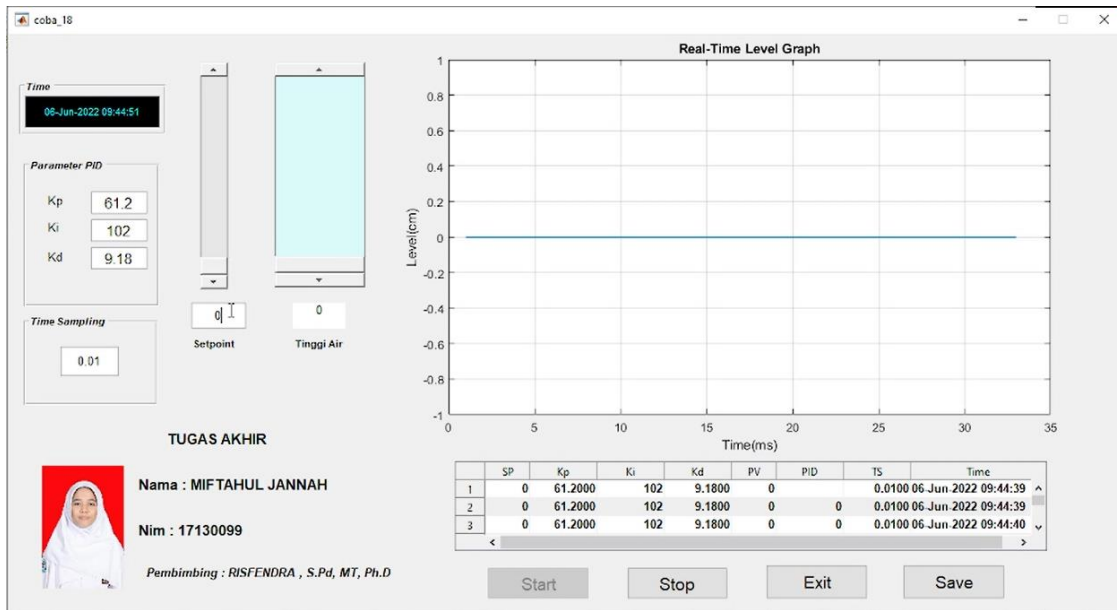 coba_18
Time
06-Jun-2022 09:44:51
Parameter PID
Kp 61.2
Ki 102
Kd 9.18
Time Sampling
0.01
0
Setpoint
0
Tinggi Air
Real-Time Level Graph
Level(cm)
1
0.8
0.6
0.4
0.2
0
-0.2
-0.4
-0.6
-0.8
-1
0 5 10 15 20 25 30 35
Time(ms)
SP Kp Ki Kd PV PID TS Time
1 0 61.2000 102 9.1800 0 0.0100 06-Jun-2022 09:44:39
2 0 61.2000 102 9.1800 0 0 0.0100 06-Jun-2022 09:44:39
3 0 61.2000 102 9.1800 0 0 0.0100 06-Jun-2022 09:44:40
TUGAS AKHIR
Nama : MIFTAHUL JANNAH
Nim : 17130099
Pembimbing : RISFENDRA , S.Pd, MT, Ph.D
Start Stop Exit Save